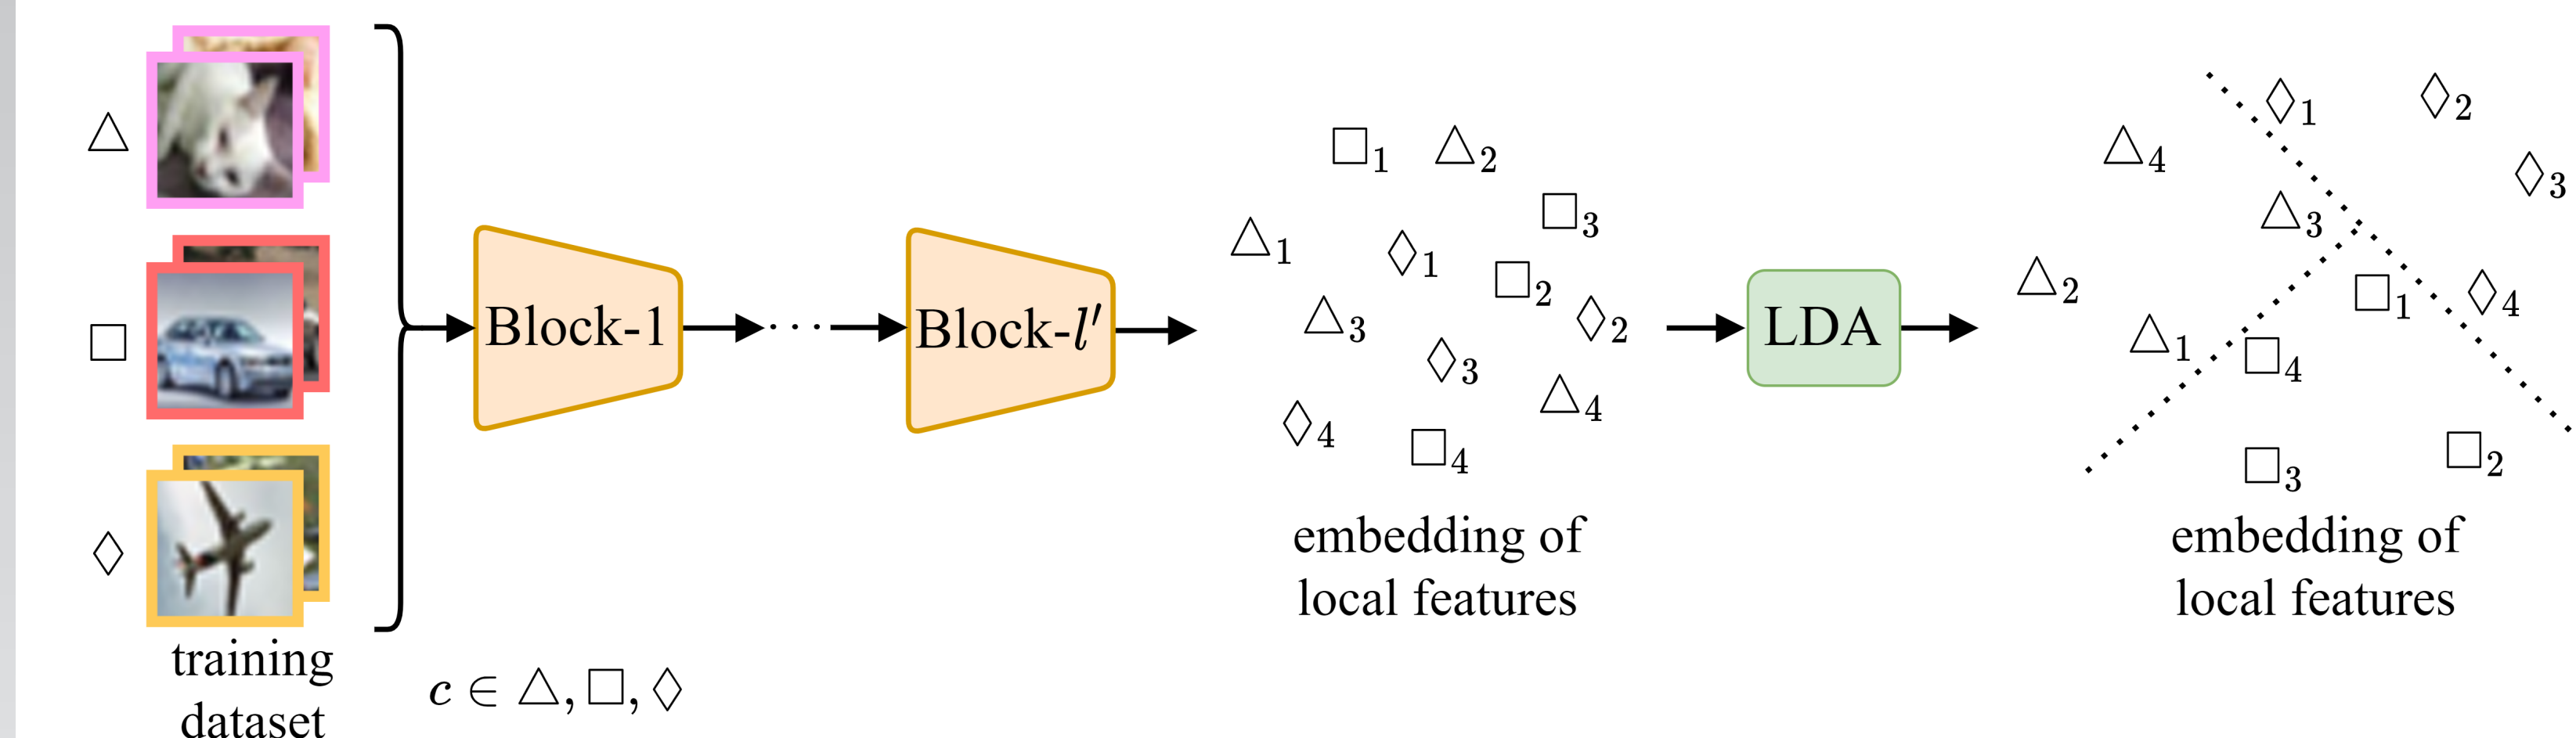 △
□
◇
training
dataset
c ∈ △, □, ◇
Block-1
···
Block-l′
□1 △2
□3
△1 ◇1
□2
△3 ◇2
◇3
△4
◇4
□4
embedding of
local features
LDA
◇1 ◇2
△4
◇3
△3
△2
□1 ◇4
△1
□4
□3 □2
embedding of
local features